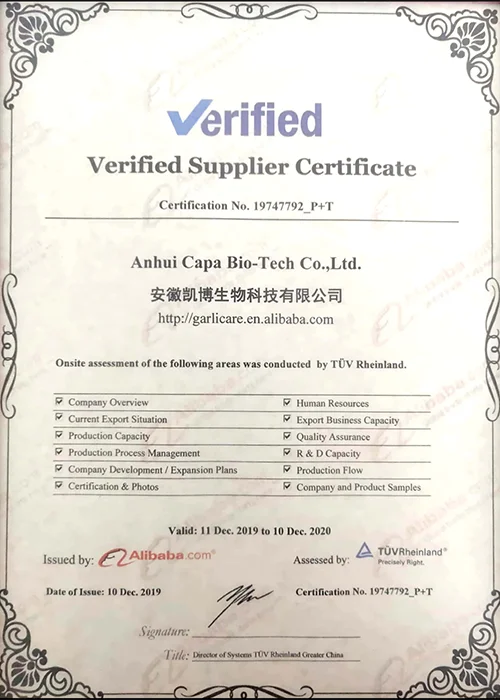 Verified
Verified Supplier Certificate
Certification No. 19747792_P+T
Anhui Capa Bio-Tech Co.,Ltd.
安徽凯博生物科技有限公司
http://garlicare.en.alibaba.com
Onsite assessment of the following areas was conducted by TÜV Rheinland.
Company Overview Human Resources
Current Export Situation Export Business Capacity
Production Capacity Quality Assurance
Production Process Management R & D Capacity
Company Development / Expansion Plans Production Flow
Certification & Photos Company and Product Samples
Valid: 11 Dec. 2019 to 10 Dec. 2020
Issued by: Alibaba.com® Assessed by: TÜVRheinland®
Precisely Right.
Date of Issue: 10 Dec. 2019 Certification No. 19747792_P+T
Signature:
Title: Director of Systems TÜV Rheinland Greater China